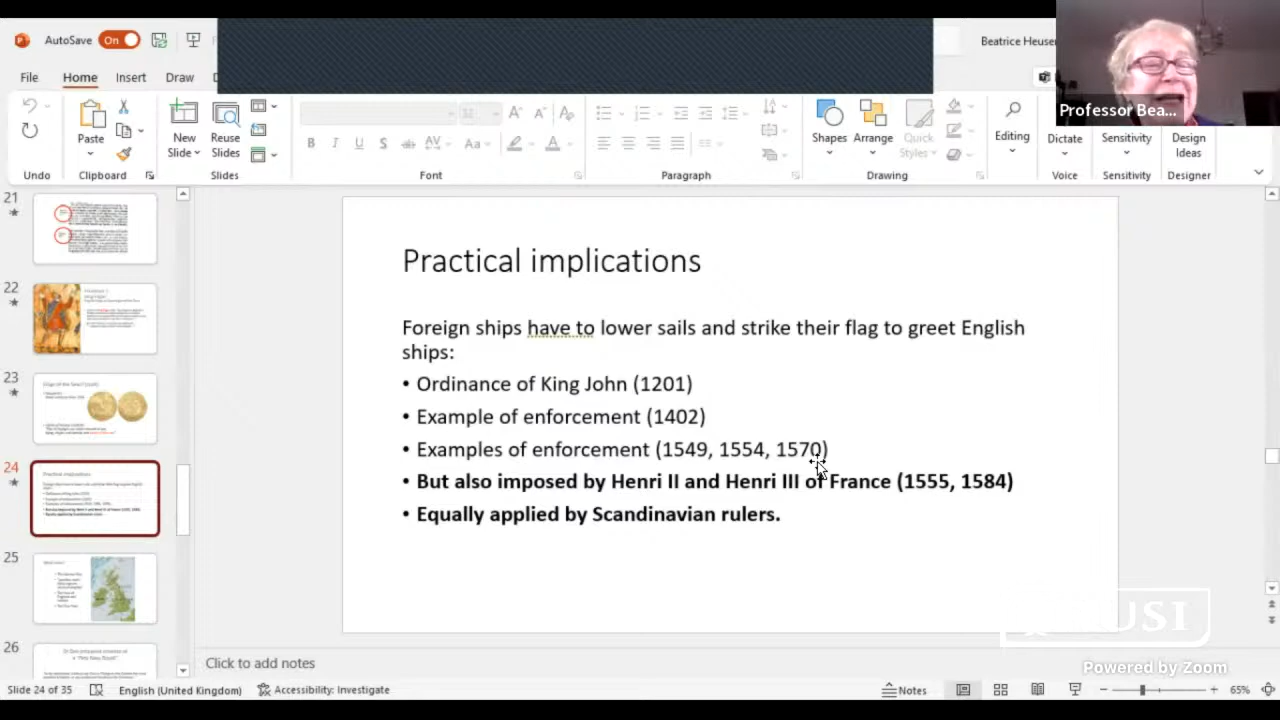 AutoSave On
Beatrice Heuser
Professor Bea...
File Home Insert Draw
Paste
New Slide
Reuse Slides
Shapes Arrange Quick Styles
Editing
Dictate
Sensitivity
Design Ideas
Undo Clipboard Slides Font Paragraph Drawing Voice Sensitivity Designer
21
22
23
24
25
26
Practical implications
Foreign ships have to lower sails and strike their flag to greet English
ships:
• Ordinance of King John (1201)
• Example of enforcement (1402)
• Examples of enforcement (1549, 1554, 1570)
• But also imposed by Henri II and Henri III of France (1555, 1584)
• Equally applied by Scandinavian rulers.
RUSI
Powered by Zoom
Click to add notes
Slide 24 of 35 English (United Kingdom) Accessibility: Investigate Notes 65%